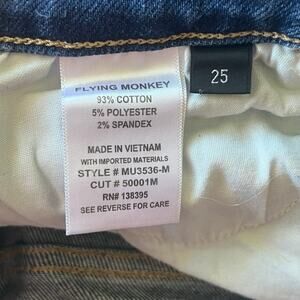 FLYING MONKEY
93% COTTON
5% POLYESTER
2% SPANDEX
MADE IN VIETNAM
WITH IMPORTED MATERIALS
STYLE # MU3536-M
CUT # 50001M
RN# 138395
SEE REVERSE FOR CARE
25